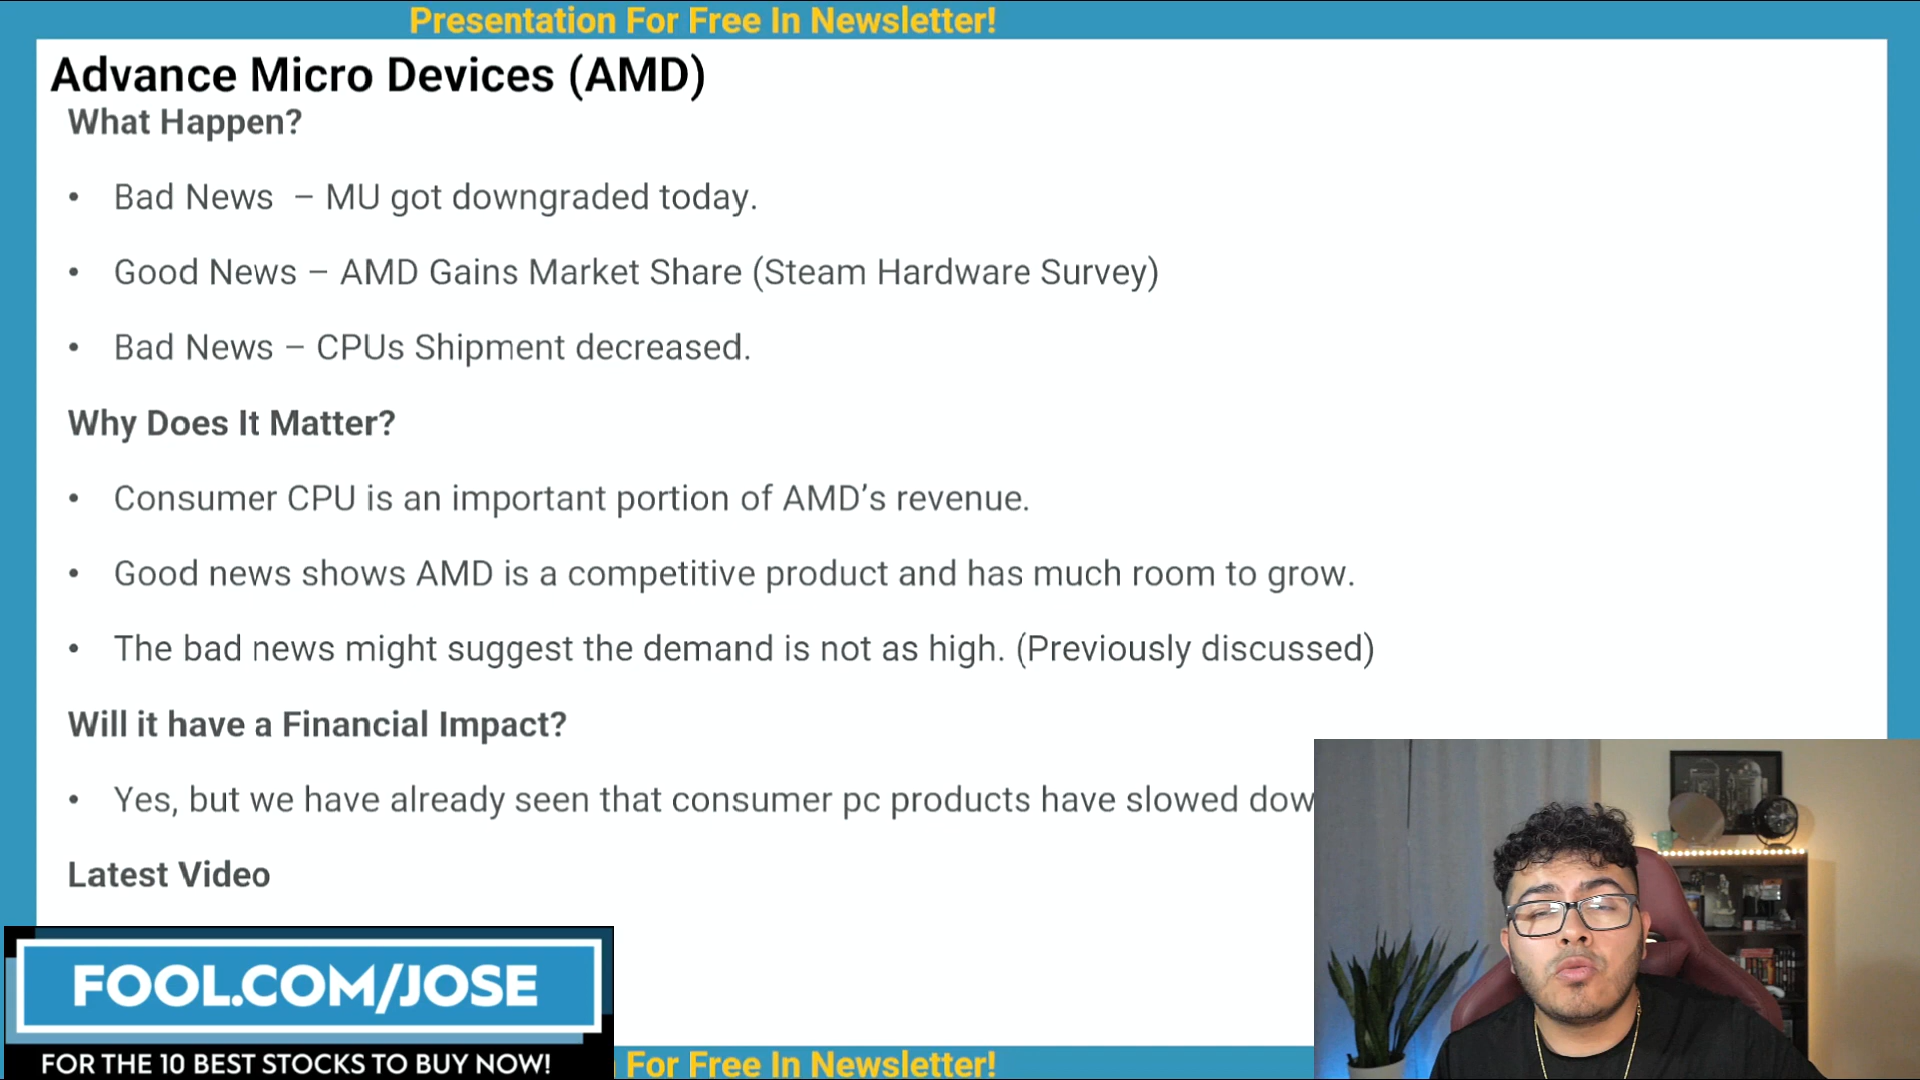 Presentation For Free In Newsletter!
Advance Micro Devices (AMD)
What Happen?
• Bad News – MU got downgraded today.
• Good News – AMD Gains Market Share (Steam Hardware Survey)
• Bad News – CPUs Shipment decreased.
Why Does It Matter?
• Consumer CPU is an important portion of AMD’s revenue.
• Good news shows AMD is a competitive product and has much room to grow.
• The bad news might suggest the demand is not as high. (Previously discussed)
Will it have a Financial Impact?
• Yes, but we have already seen that consumer pc products have slowed dow
Latest Video
FOOL.COM/JOSE
FOR THE 10 BEST STOCKS TO BUY NOW!
For Free In Newsletter!